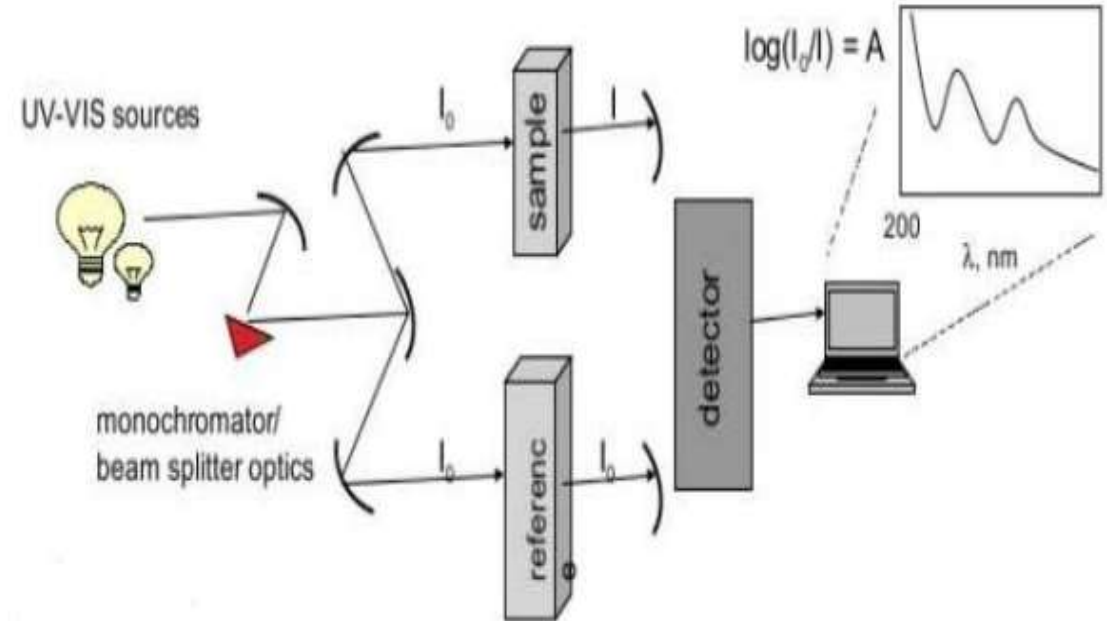 log(I₀/I) = A
UV-VIS sources
I₀
sample
I
200
λ, nm
detector
monochromator/
beam splitter optics
I₀
referenc
e
I₀